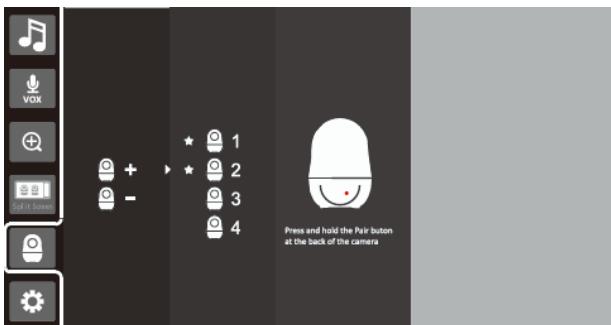 VOX
Split Screen
+
-
1
2
3
4
Press and hold the Pair buton
at the back of the camera